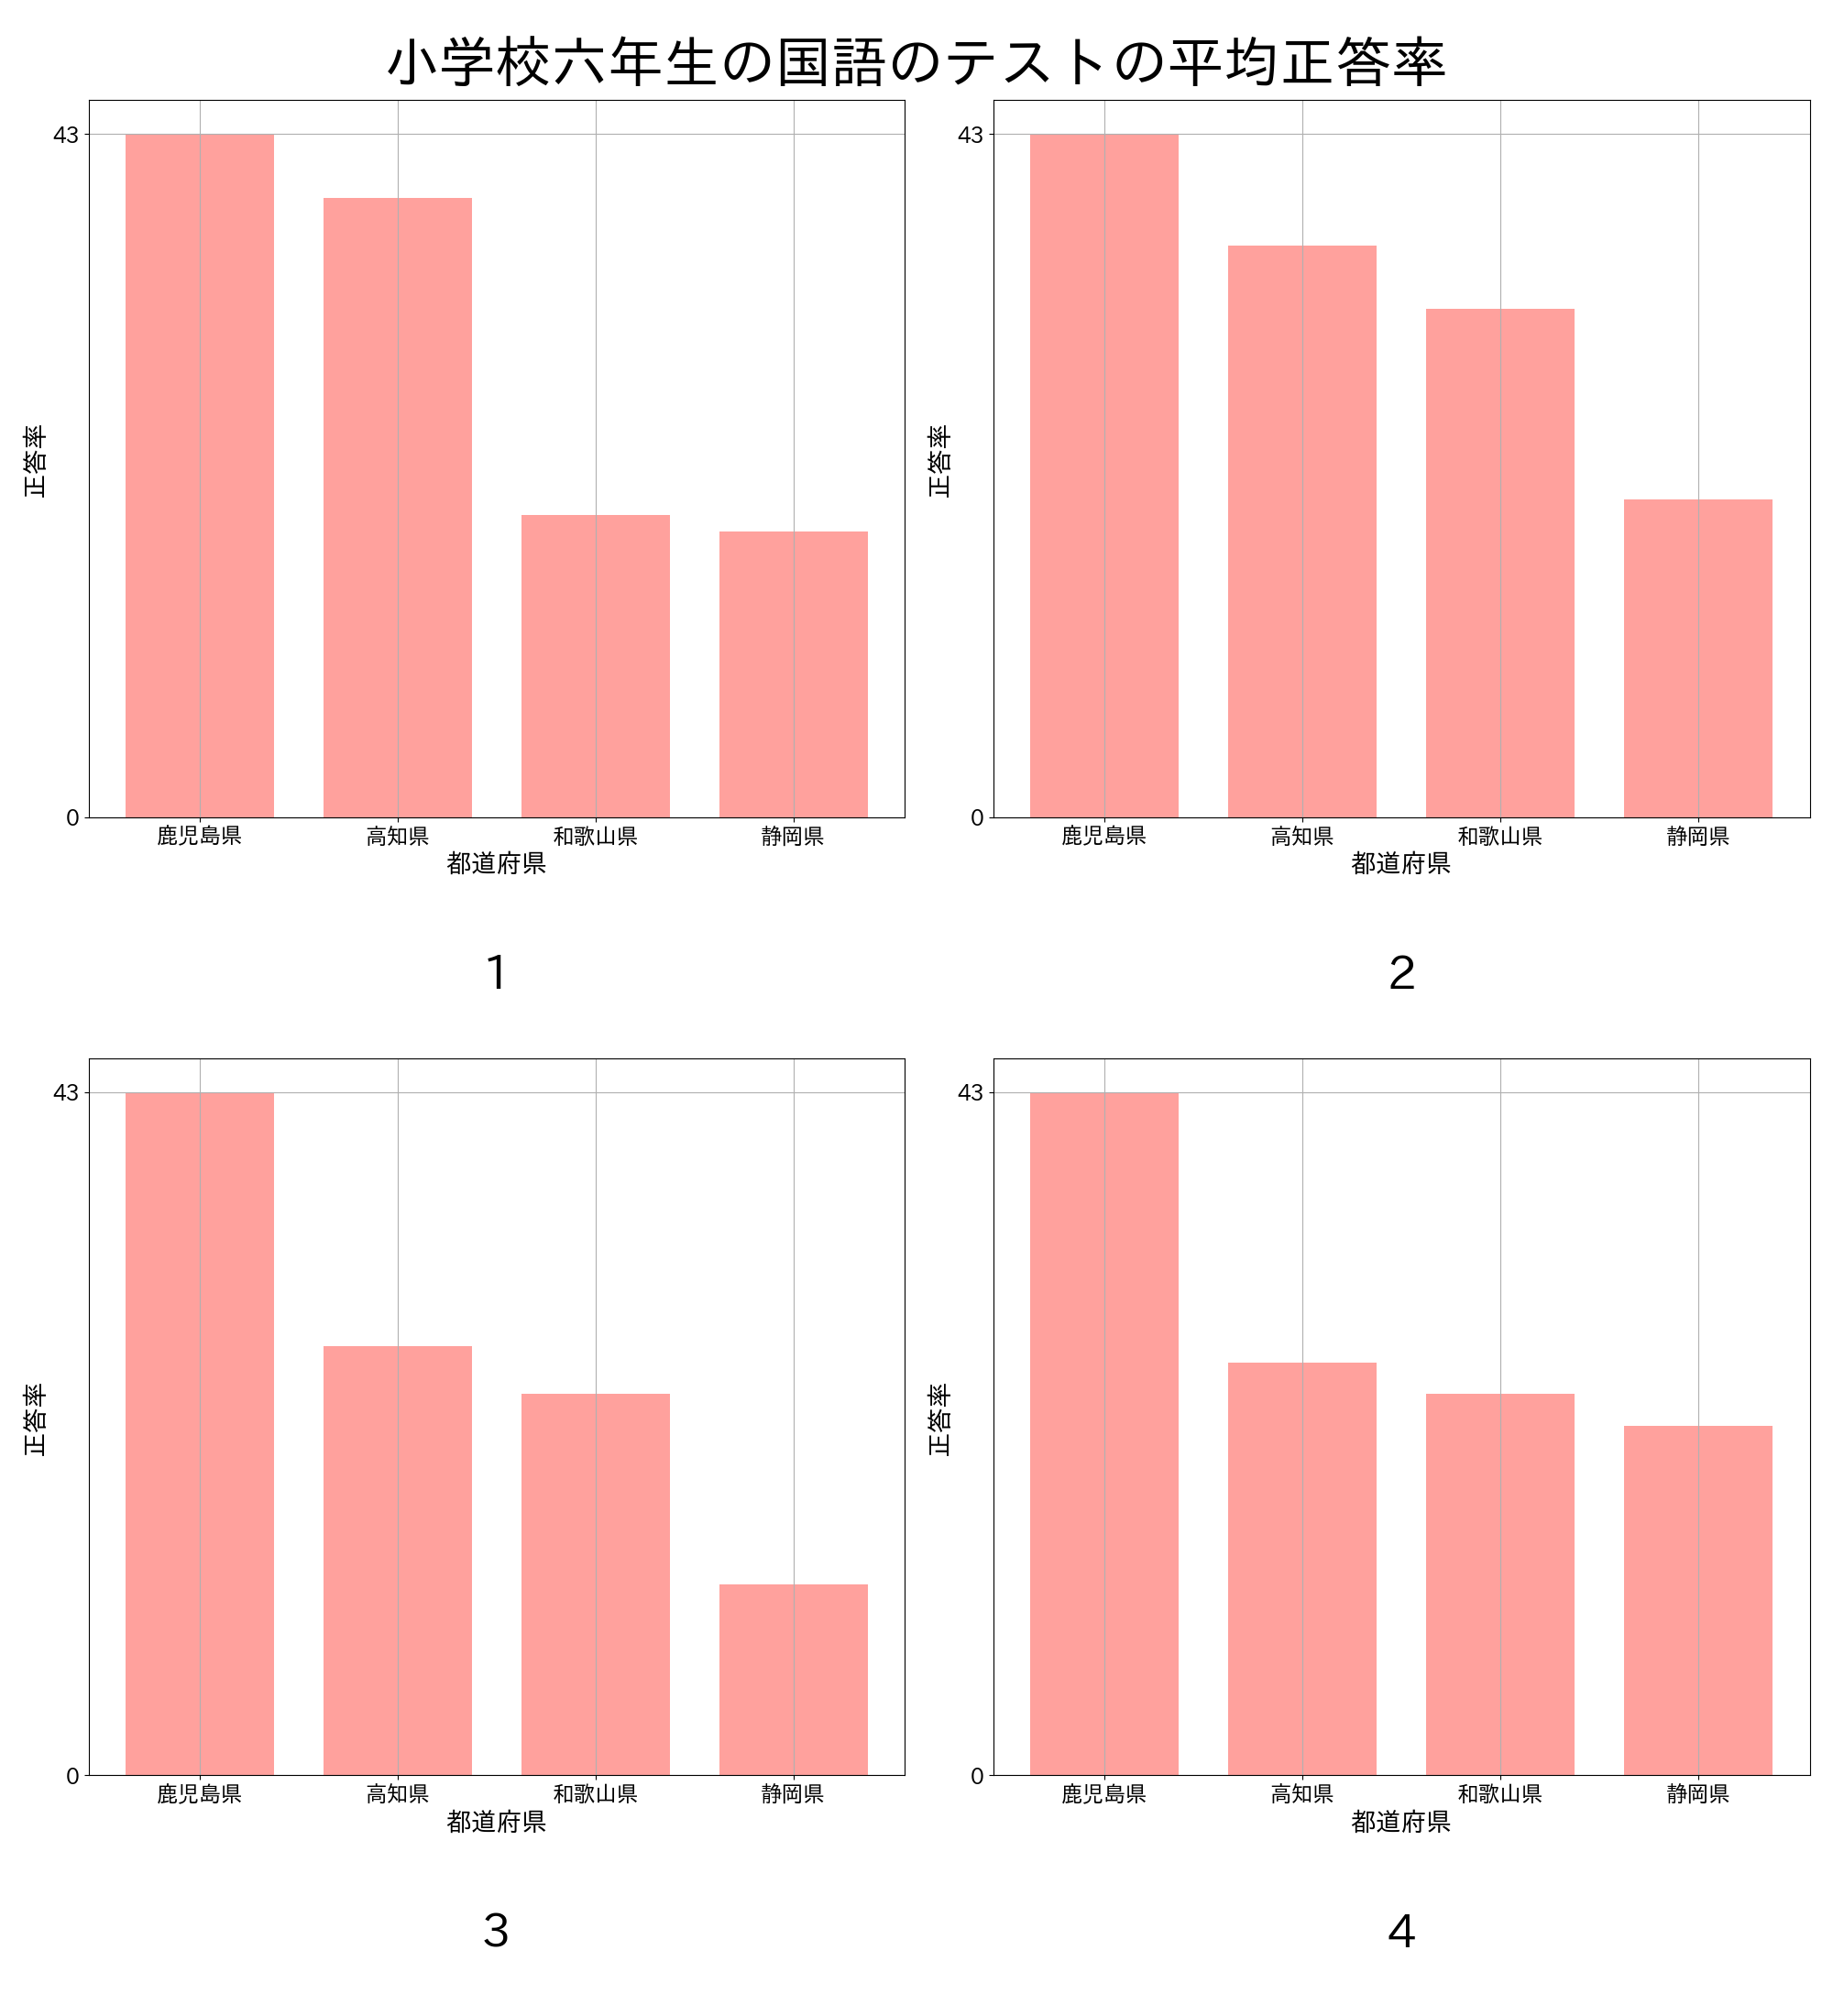 小学校六年生の国語のテストの平均正答率
43
0
正答率
鹿児島県 高知県 和歌山県 静岡県
都道府県
1
43
0
正答率
鹿児島県 高知県 和歌山県 静岡県
都道府県
2
43
0
正答率
鹿児島県 高知県 和歌山県 静岡県
都道府県
3
43
0
正答率
鹿児島県 高知県 和歌山県 静岡県
都道府県
4